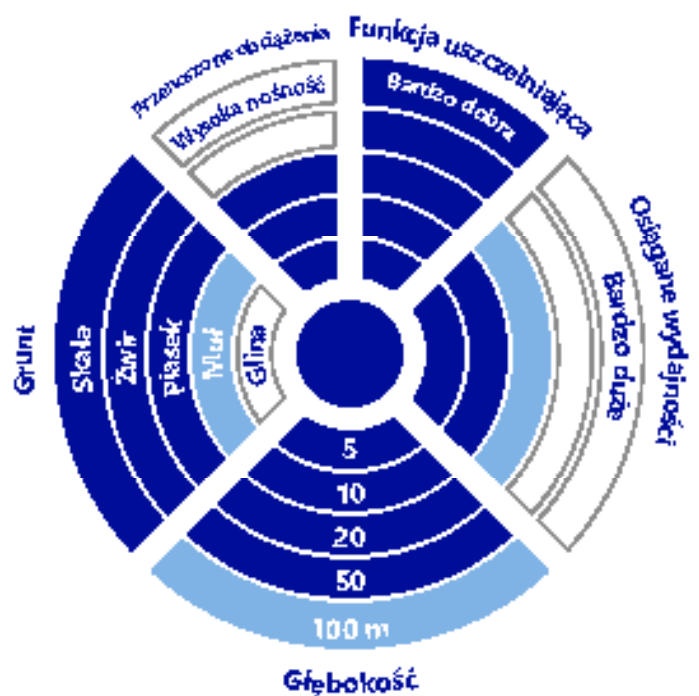 Przenoszone obciążenia
Funkcja uszczelniająca
Wysoka nośność
Bardzo dobra
Osiągane wydajności
Bardzo duże
Grunt
Skała
Żwir
piasek
Muł
Glina
5
10
20
50
100 m
Głębokość